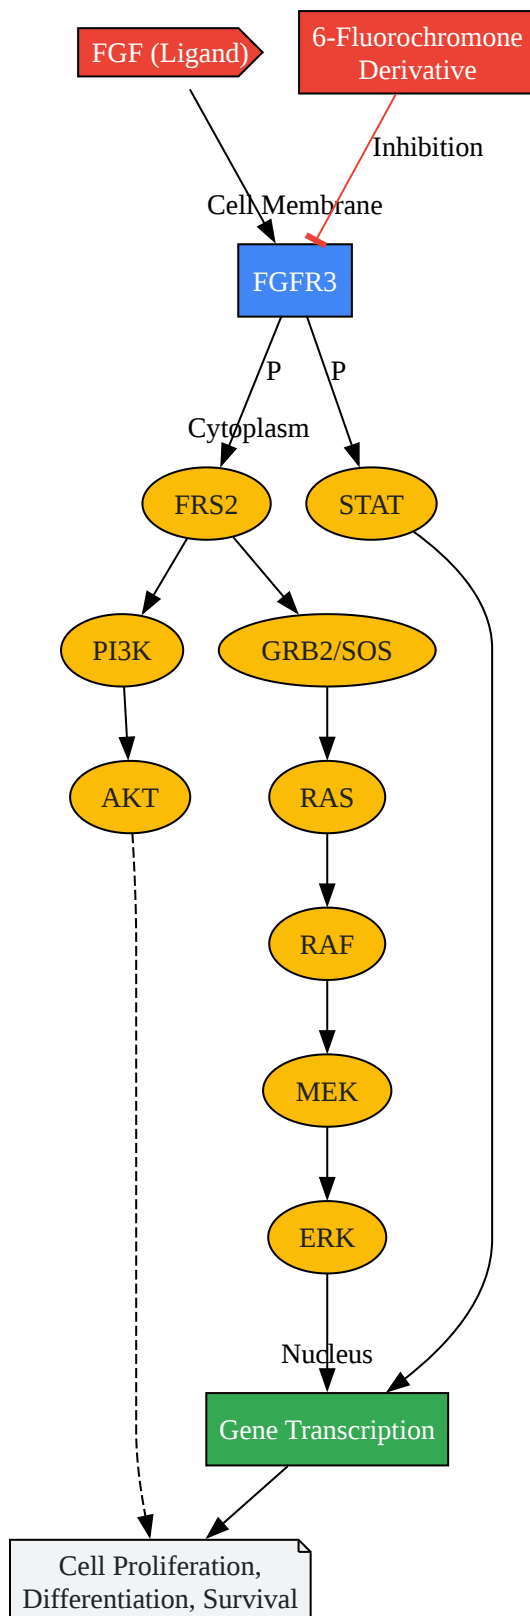 FGF (Ligand)
6-Fluorochromone
Derivative
Inhibition
Cell Membrane
FGFR3
P
P
Cytoplasm
FRS2
STAT
PI3K
GRB2/SOS
AKT
RAS
RAF
MEK
ERK
Nucleus
Gene Transcription
Cell Proliferation,
Differentiation, Survival